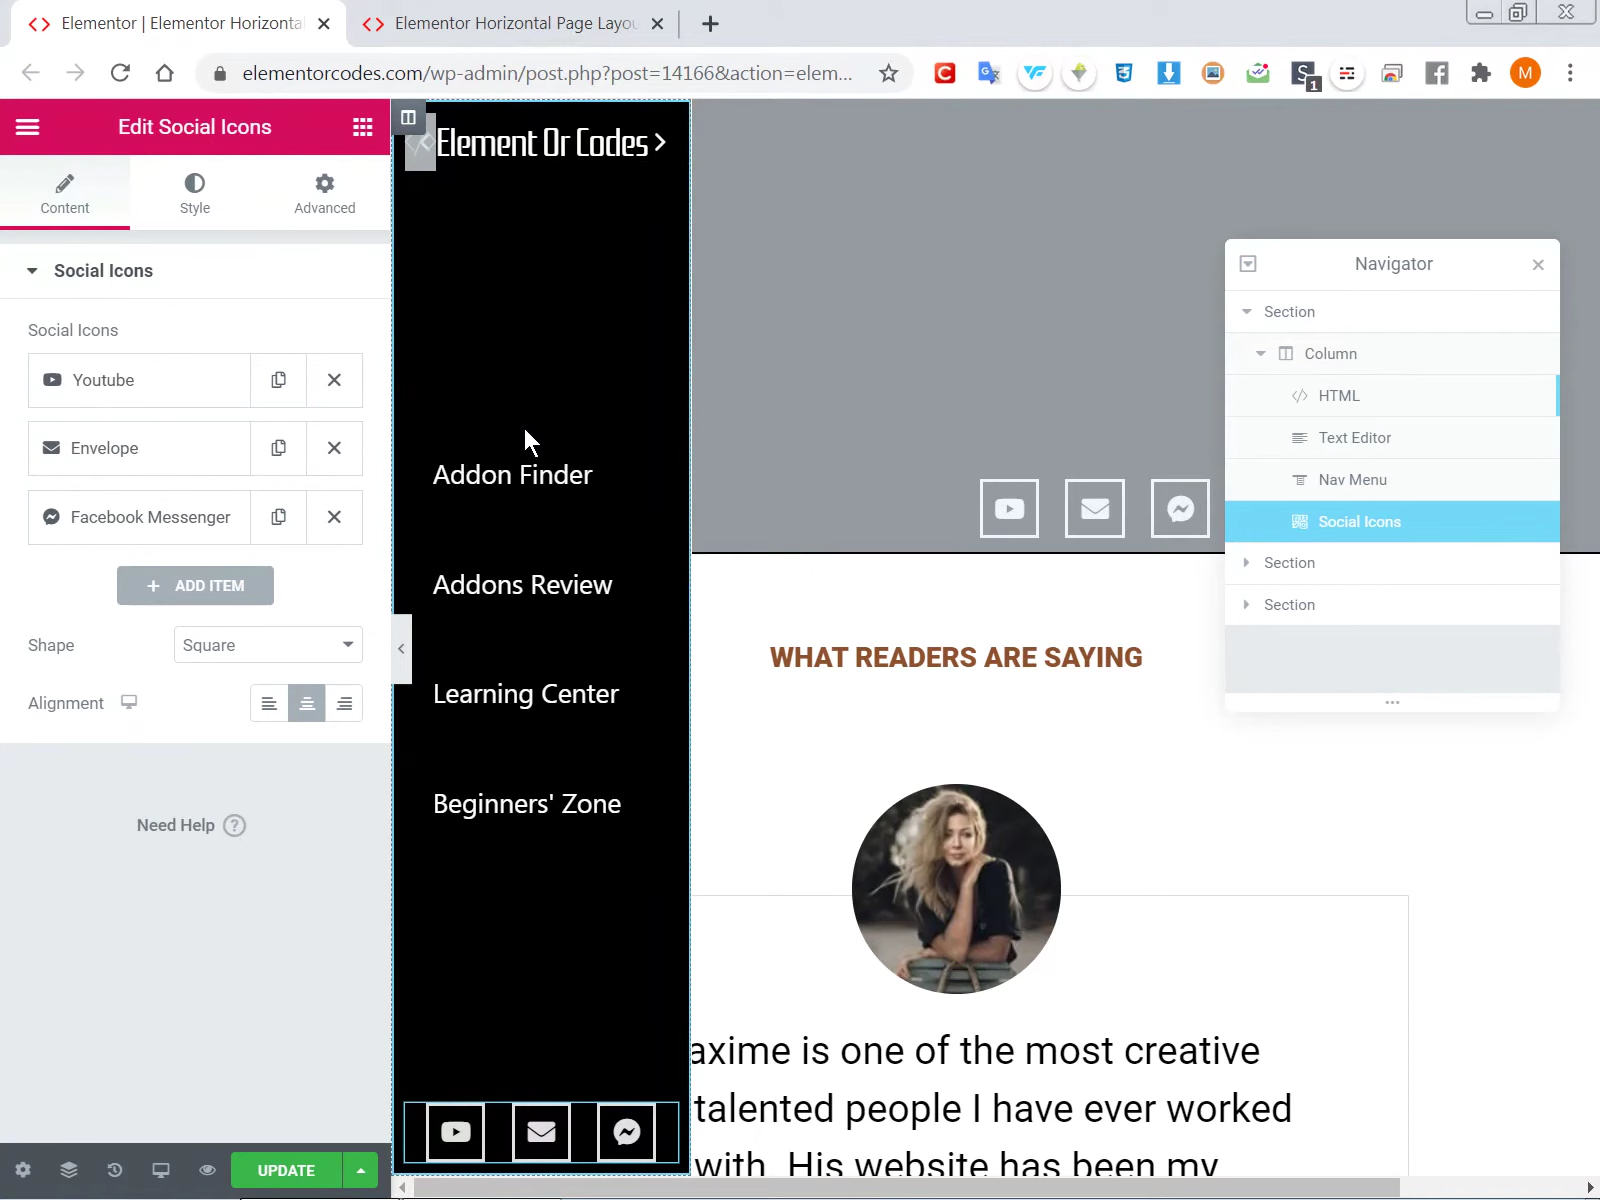 Elementor | Elementor Horizontal
Elementor Horizontal Page Layou
elementorcodes.com/wp-admin/post.php?post=14166&action=elem...
1
M
Edit Social Icons
Content
Style
Advanced
Social Icons
Social Icons
Youtube
Envelope
Facebook Messenger
+ ADD ITEM
Shape
Square
Alignment
Need Help ?
UPDATE
Element Or Codes >
Addon Finder
Addons Review
Learning Center
Beginners' Zone
Navigator
Section
Column
HTML
Text Editor
Nav Menu
Social Icons
Section
Section
WHAT READERS ARE SAYING
axime is one of the most creative
talented people I have ever worked
with. His website has been my